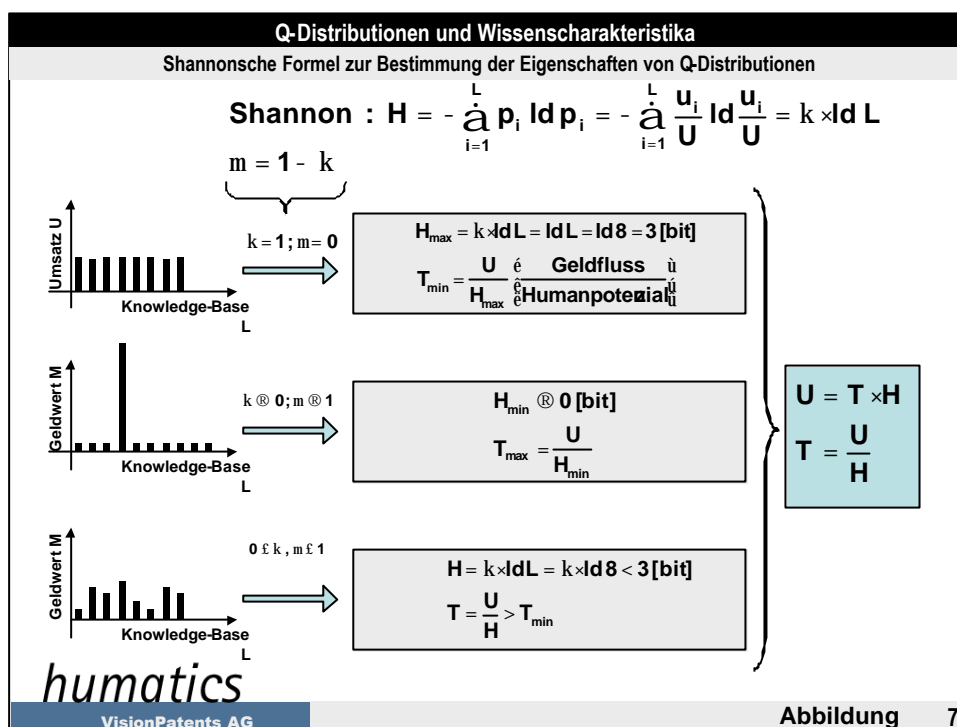 Q-Distributionen und Wissenscharakteristika
Shannonsche Formel zur Bestimmung der Eigenschaften von Q-Distributionen
Shannon : H = - å̇ i=1 L p_i ld p_i = - å̇ i=1 L u_i/U ld u_i/U = k × ld L
m = 1 - k
Umsatz U
Knowledge-Base
L
k = 1; m = 0
H_max = k × ld L = ld L = ld 8 = 3 [bit]
T_min = U/H_max é ê ë Geldfluss/Humanpotenzial ù ú û
Geldwert M
Knowledge-Base
L
k ® 0; m ® 1
H_min ® 0 [bit]
T_max = U/H_min
Geldwert M
Knowledge-Base
L
0 £ k , m £ 1
H = k × ld L = k × ld 8 < 3 [bit]
T = U/H > T_min
U = T × H
T = U/H
humatics
VisionPatents AG
Abbildung 7